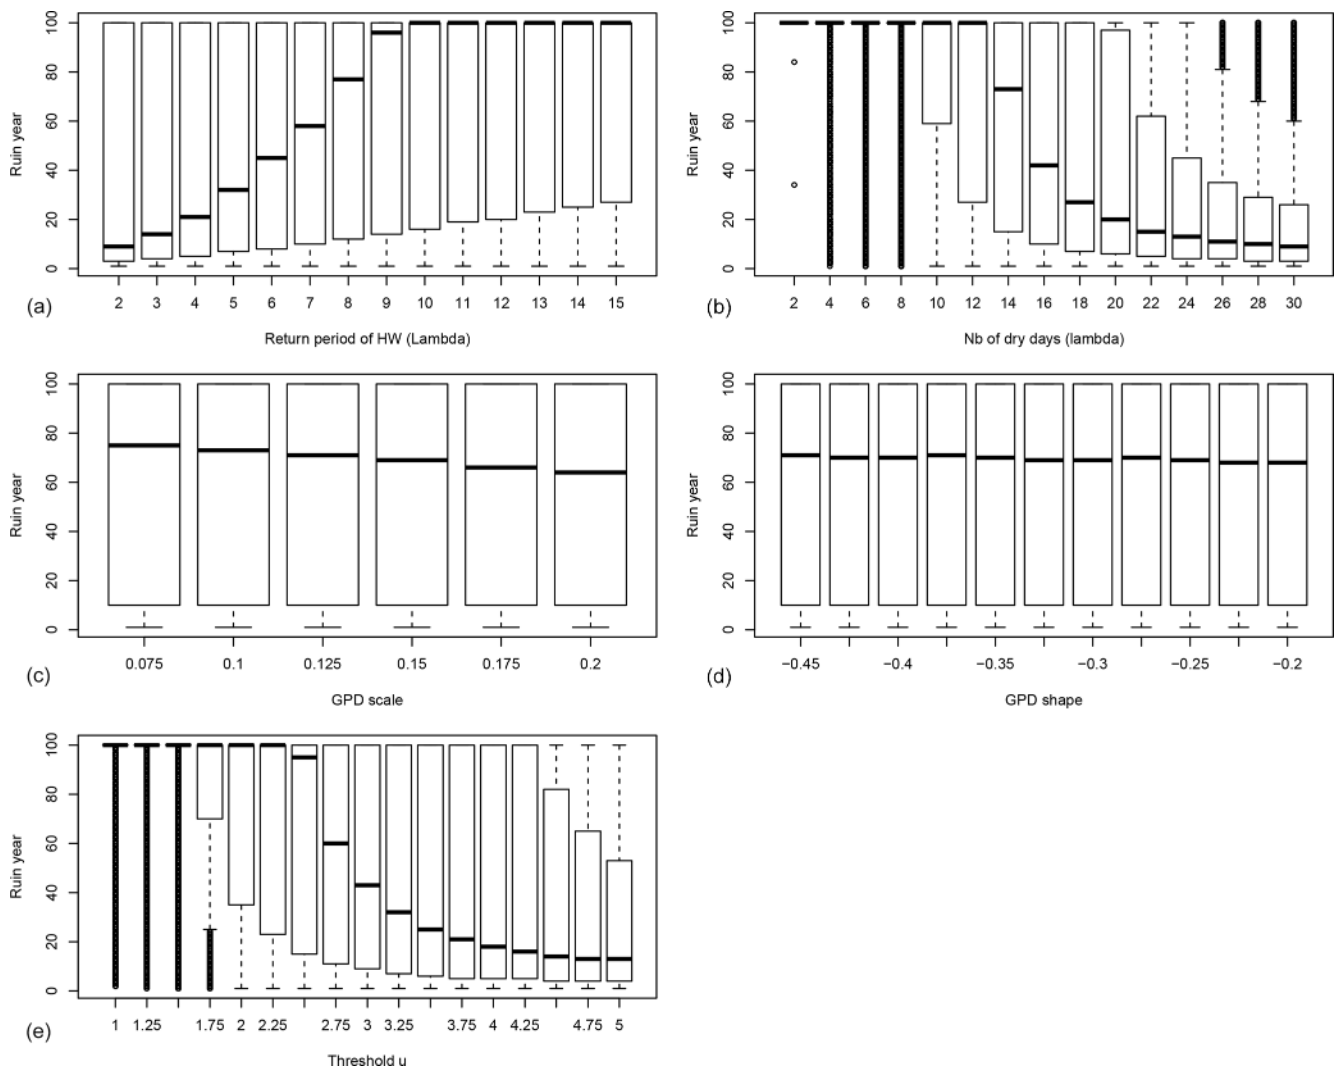 Ruin year
0 20 40 60 80 100
2 3 4 5 6 7 8 9 10 11 12 13 14 15
(a)
Return period of HW (Lambda)
Ruin year
0 20 40 60 80 100
2 4 6 8 10 12 14 16 18 20 22 24 26 28 30
(b)
Nb of dry days (lambda)
Ruin year
0 20 40 60 80 100
0.075 0.1 0.125 0.15 0.175 0.2
(c)
GPD scale
Ruin year
0 20 40 60 80 100
−0.45 −0.4 −0.35 −0.3 −0.25 −0.2
(d)
GPD shape
Ruin year
0 20 40 60 80 100
1 1.25 1.75 2 2.25 2.75 3 3.25 3.75 4 4.25 4.75 5
(e)
Threshold u